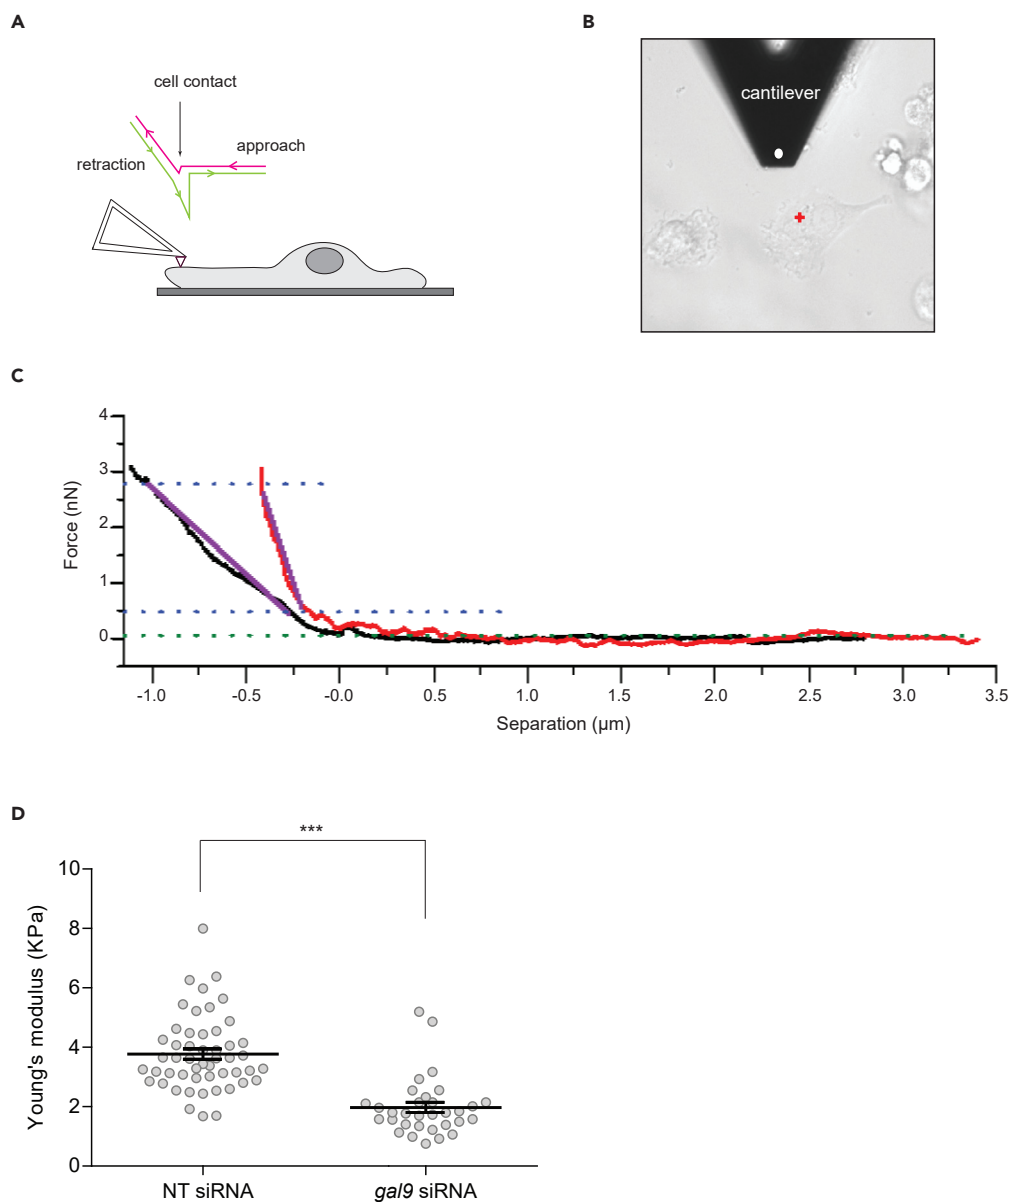 A
cell contact
approach
retraction
B
cantilever
C
Force (nN)
4
3
2
1
0
-1.0 -0.5 -0.0 0.5 1.0 1.5 2.0 2.5 3.0 3.5
Separation (μm)
D
***
Young's modulus (KPa)
10
8
6
4
2
0
NT siRNA gal9 siRNA